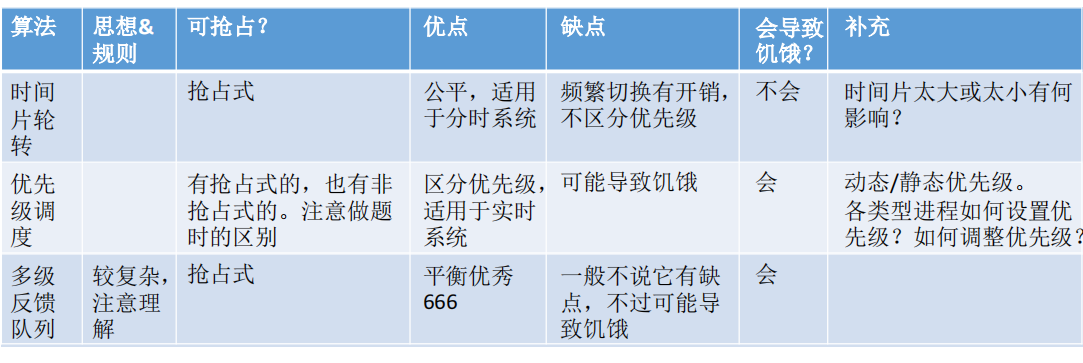 算法
思想&
规则
可抢占？
优点
缺点
会导致
饥饿？
补充
时间
片轮
转
抢占式
公平，适用
于分时系统
频繁切换有开销，
不区分优先级
不会
时间片太大或太小有何
影响？
优先
级调
度
有抢占式的，也有非
抢占式的。注意做题
时的区别
区分优先级，
适用于实时
系统
可能导致饥饿
会
动态/静态优先级。
各类型进程如何设置优
先级？如何调整优先级？
多级
反馈
队列
较复杂，
注意理
解
抢占式
平衡优秀
666
一般不说它有缺
点，不过可能导
致饥饿
会